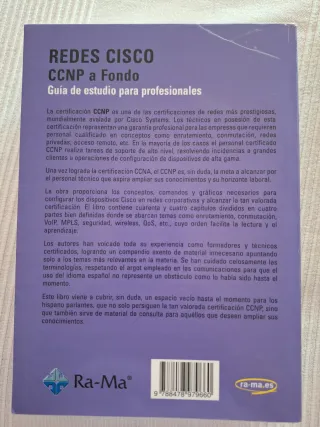 REDES CISCO
CCNP a Fondo
Guía de estudio para profesionales
La certificación CCNP es una de las certificaciones de redes más prestigiosas,
mundialmente avalada por Cisco Systems. Los técnicos en posesión de esta
certificación representan una garantía profesional para las empresas que requieren
personal cualificado en conceptos como enrutamiento, conmutación, redes
privadas, acceso remoto, etc. En la mayoría de los casos el personal certificado
CCNP realiza tareas de soporte de alto nivel, resolviendo incidencias a grandes
clientes u operaciones de configuración de dispositivos de alta gama.
Una vez lograda la certificación CCNA, el CCNP es, sin duda, la meta a alcanzar por
el personal técnico que aspira ampliar sus conocimientos y su horizonte laboral.
La obra proporciona los conceptos, comandos y gráficos necesarios para
configurar los dispositivos Cisco en redes corporativas y alcanzar la tan valorada
certificación. El libro contiene cuarenta y cuatro capítulos divididos en cuatro
partes bien definidas donde se abarcan temas como enrutamiento, conmutación,
VoIP, MPLS, seguridad, wireless, QoS, etc., cuyo orden facilita la lectura y el
aprendizaje.
Los autores han volcado toda su experiencia como formadores y técnicos
certificados, logrando un compendio exento de material innecesario apuntando
solo a los temas más relevantes en la materia. Se han cuidado celosamente las
terminologías, respetando el argot empleado en las comunicaciones para que el
uso del idioma español no represente un obstáculo como lo había sido hasta el
momento.
Este libro viene a cubrir, sin duda, un espacio vacío hasta el momento para los
hispano parlantes, que no solo persiguen la tan valorada certificación CCNP, sino
que también sirve de material de consulta para aquellos que deseen ampliar sus
conocimientos.
Ra-Ma®
9 788478 979660
ra-ma.es